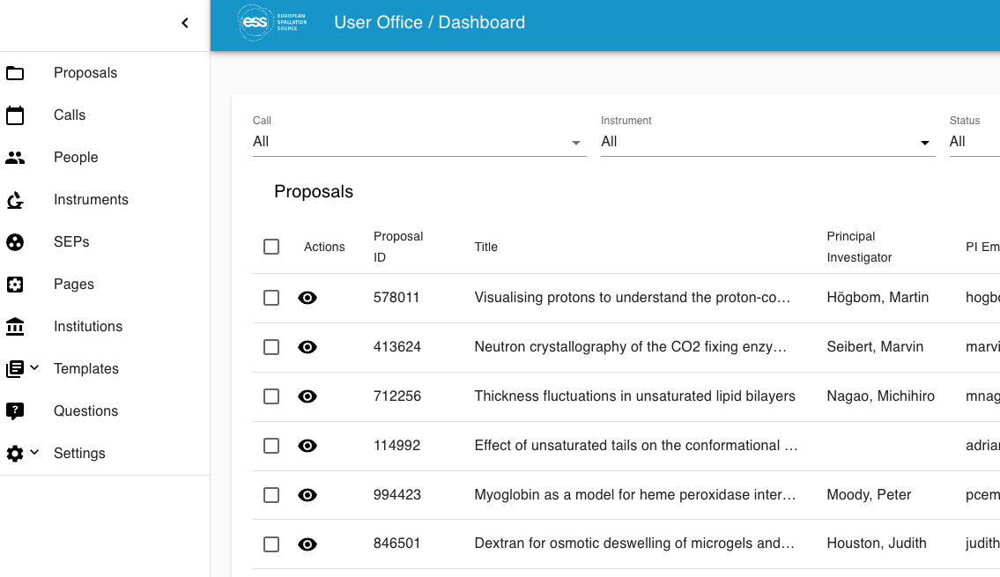 ess EUROPEAN
SPALLATION
SOURCE
User Office / Dashboard
Proposals
Calls
People
Instruments
SEPs
Pages
Institutions
Templates
Questions
Settings
Call
All
Instrument
All
Status
All
Proposals
Actions
Proposal
ID
Title
Principal
Investigator
PI Em
578011 Visualising protons to understand the proton-co… Högbom, Martin hogb
413624 Neutron crystallography of the CO2 fixing enzy… Seibert, Marvin marvi
712256 Thickness fluctuations in unsaturated lipid bilayers Nagao, Michihiro mnag
114992 Effect of unsaturated tails on the conformational … adria
994423 Myoglobin as a model for heme peroxidase inter… Moody, Peter pcem
846501 Dextran for osmotic deswelling of microgels and… Houston, Judith judith